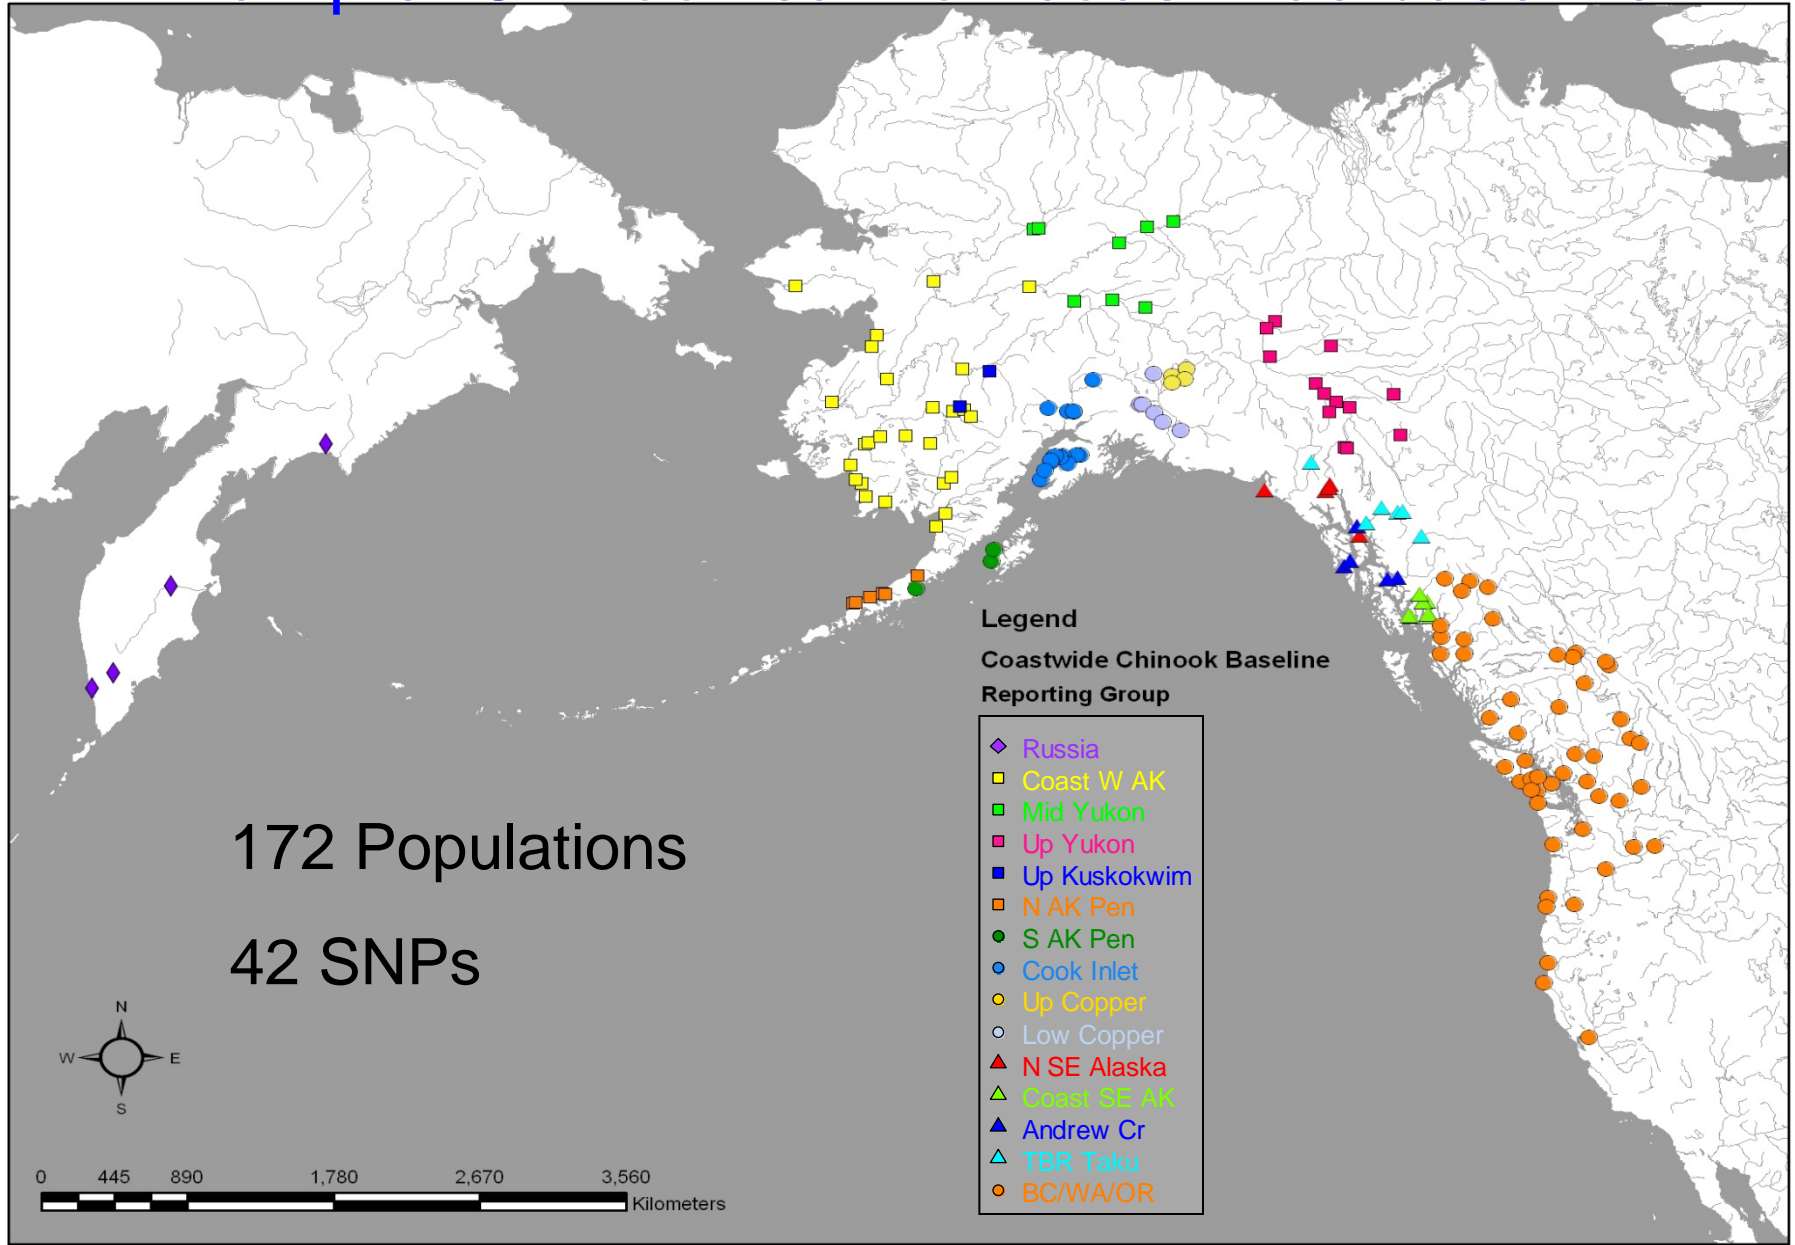 Legend
Coastwide Chinook Baseline
Reporting Group
Russia
Coast W AK
Mid Yukon
Up Yukon
Up Kuskokwim
N AK Pen
S AK Pen
Cook Inlet
Up Copper
Low Copper
N SE Alaska
Coast SE AK
Andrew Cr
TBR Taku
BC/WA/OR
172 Populations
42 SNPs
N
W E
S
0 445 890 1,780 2,670 3,560
Kilometers